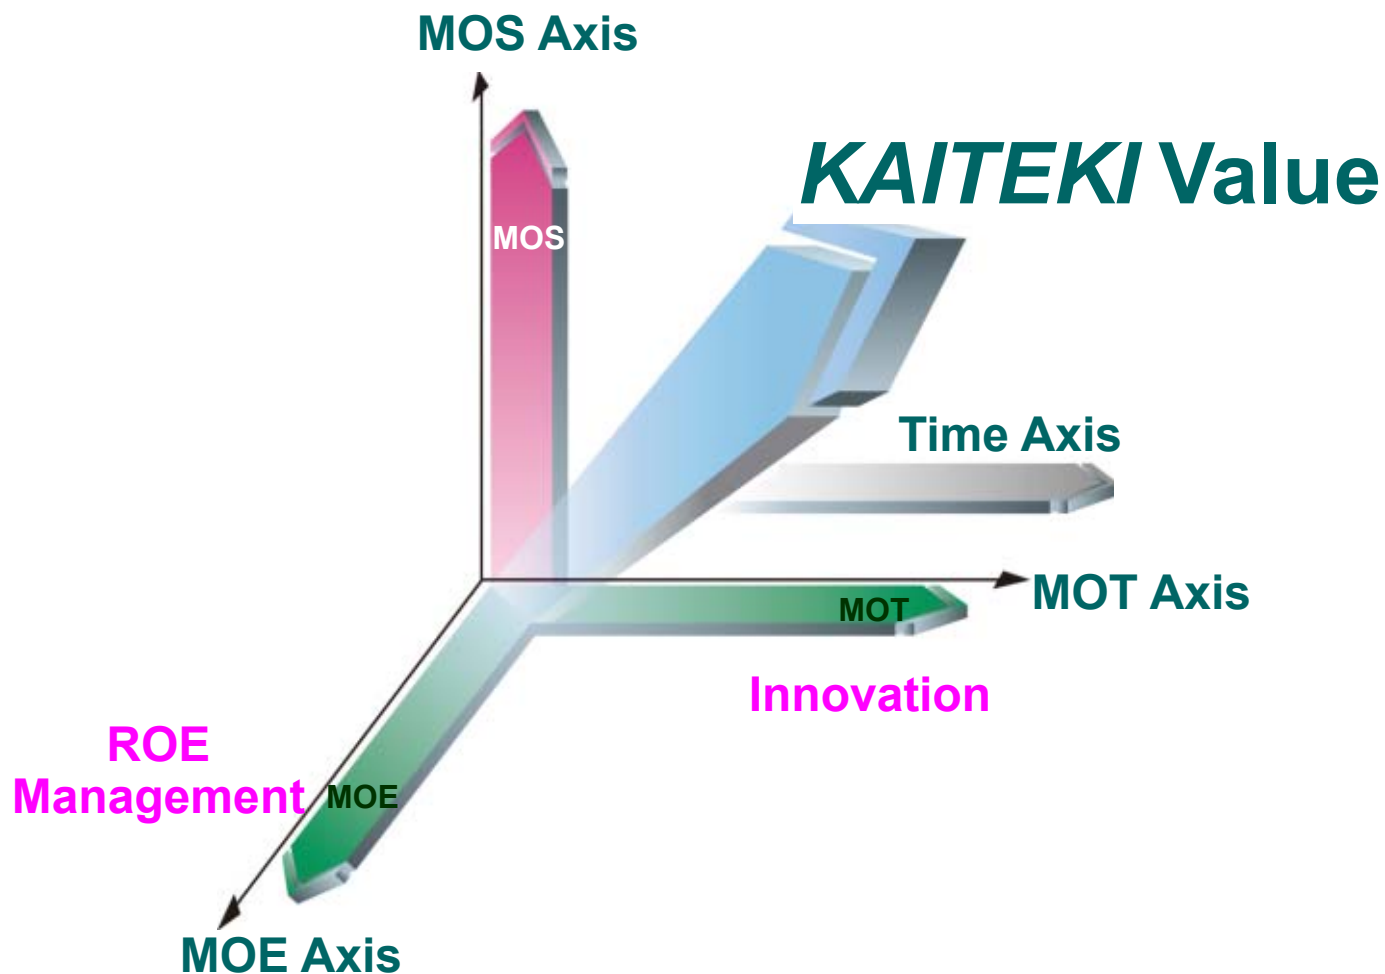 MOS Axis
KAITEKI Value
MOS
Time Axis
MOT Axis
MOT
Innovation
ROE
Management
MOE
MOE Axis